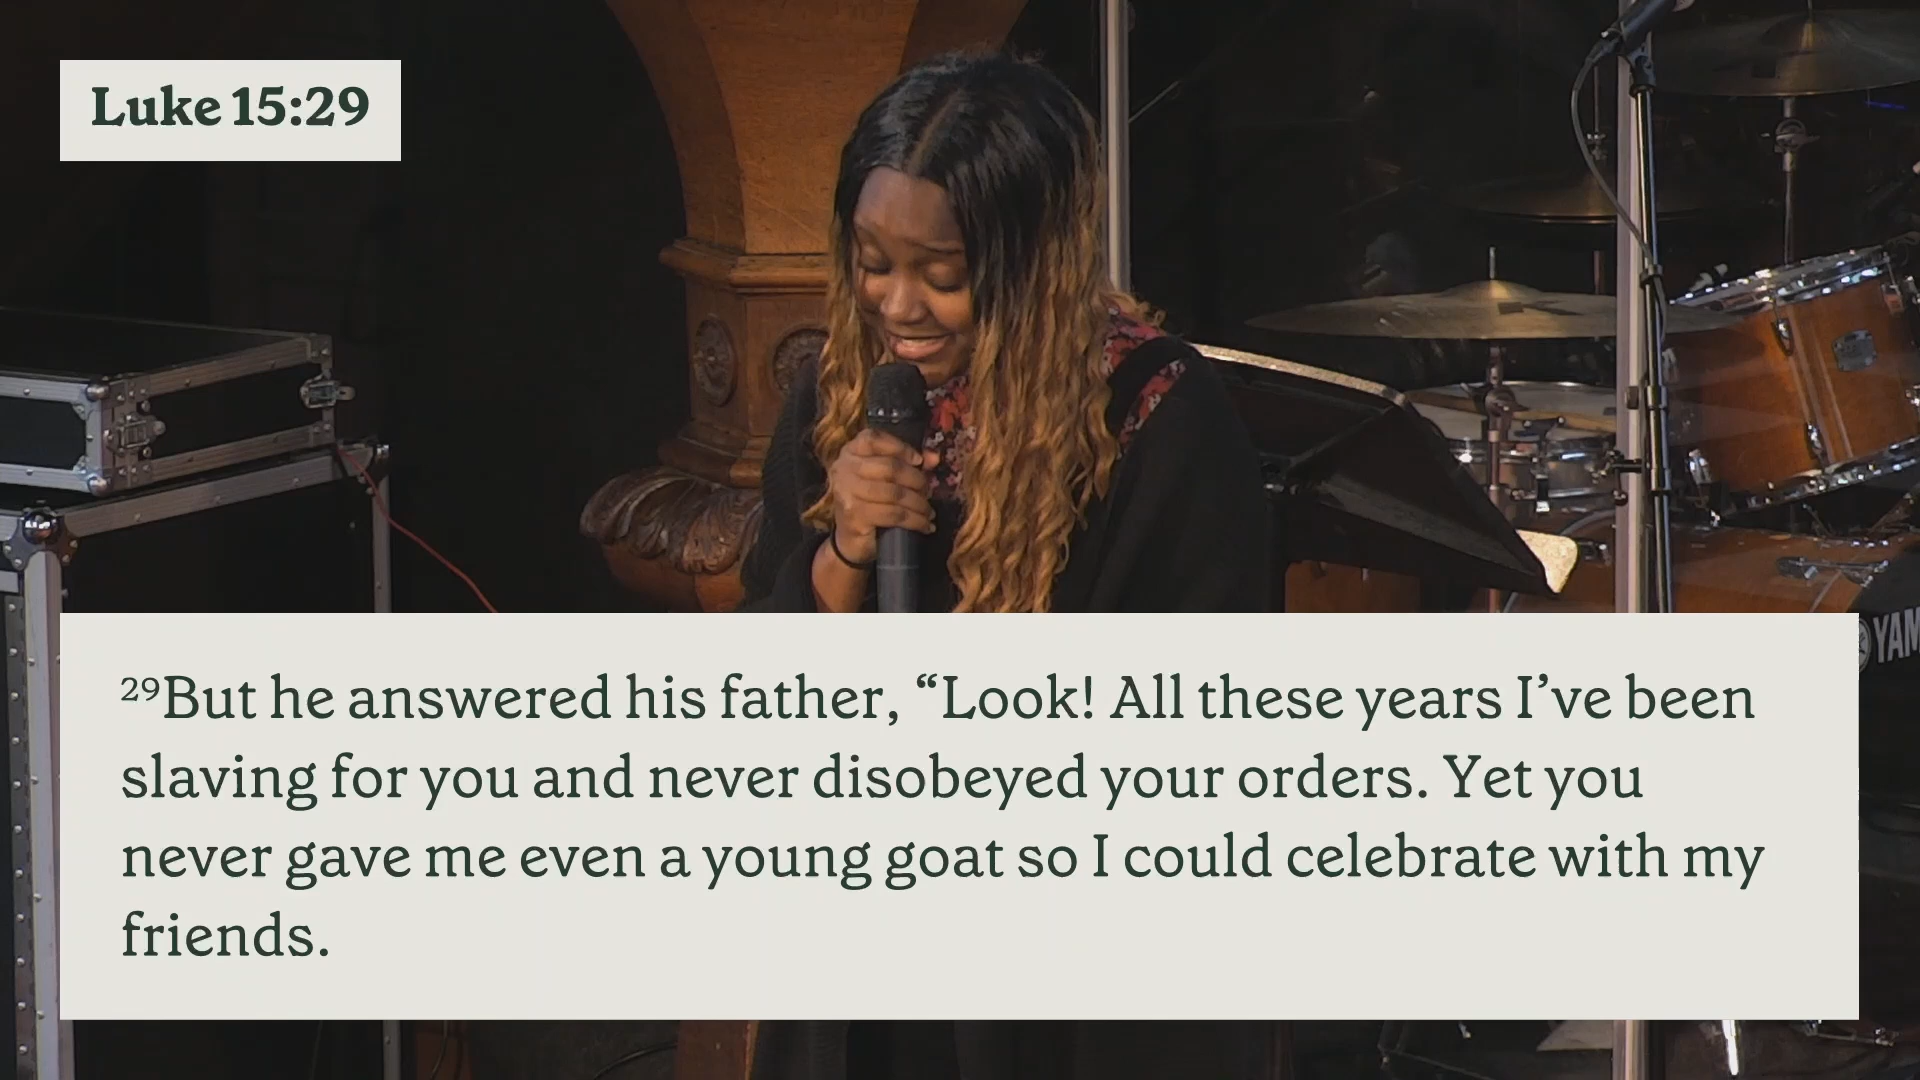 Luke 15:29
²⁹But he answered his father, “Look! All these years I’ve been
slaving for you and never disobeyed your orders. Yet you
never gave me even a young goat so I could celebrate with my
friends.
YAM